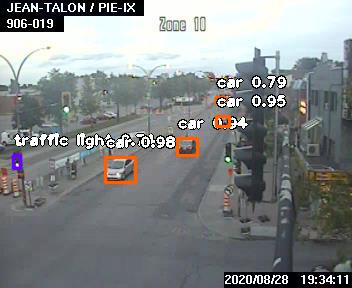 JEAN-TALON / PIE-IX
906-019
Zone 10
car 0.79
car 0.95
car 0.94
traffic light
car 0.98
2020/08/28 19:34:11